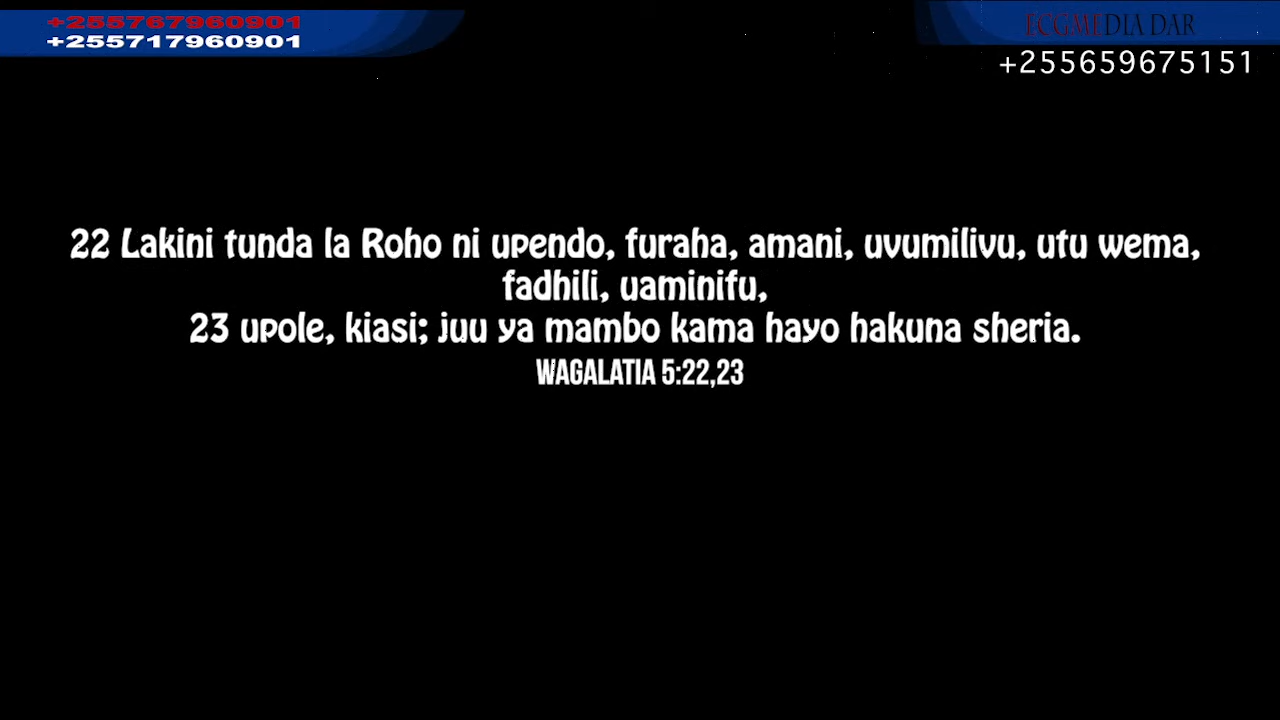 +255767960901
+255717960901
ECGMEDIA DAR
+255659675151
22 Lakini tunda la Roho ni upendo, furaha, amani, uvumilivu, utu wema,
fadhili, uaminifu,
23 upole, kiasi; juu ya mambo kama hayo hakuna sheria.
WAGALATIA 5:22,23